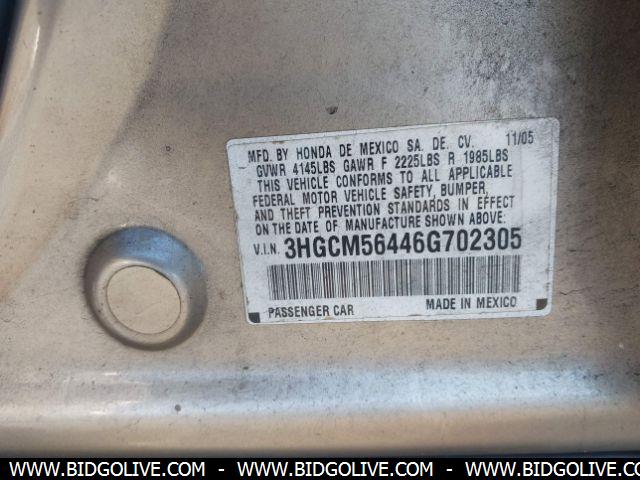 MFD. BY HONDA DE MEXICO SA. DE. CV. 11/05
GVWR 4145LBS GAWR F 2225LBS R 1985LBS
THIS VEHICLE CONFORMS TO ALL APPLICABLE
FEDERAL MOTOR VEHICLE SAFETY, BUMPER,
AND THEFT PREVENTION STANDARDS IN EFFECT
ON THE DATE OF MANUFACTURE SHOWN ABOVE:
V.I.N. 3HGCM56446G702305
PASSENGER CAR MADE IN MEXICO
WWW.BIDGOLIVE.COM - WWW.BIDGOLIVE.COM - WWW.BIDGOLIVE.COM